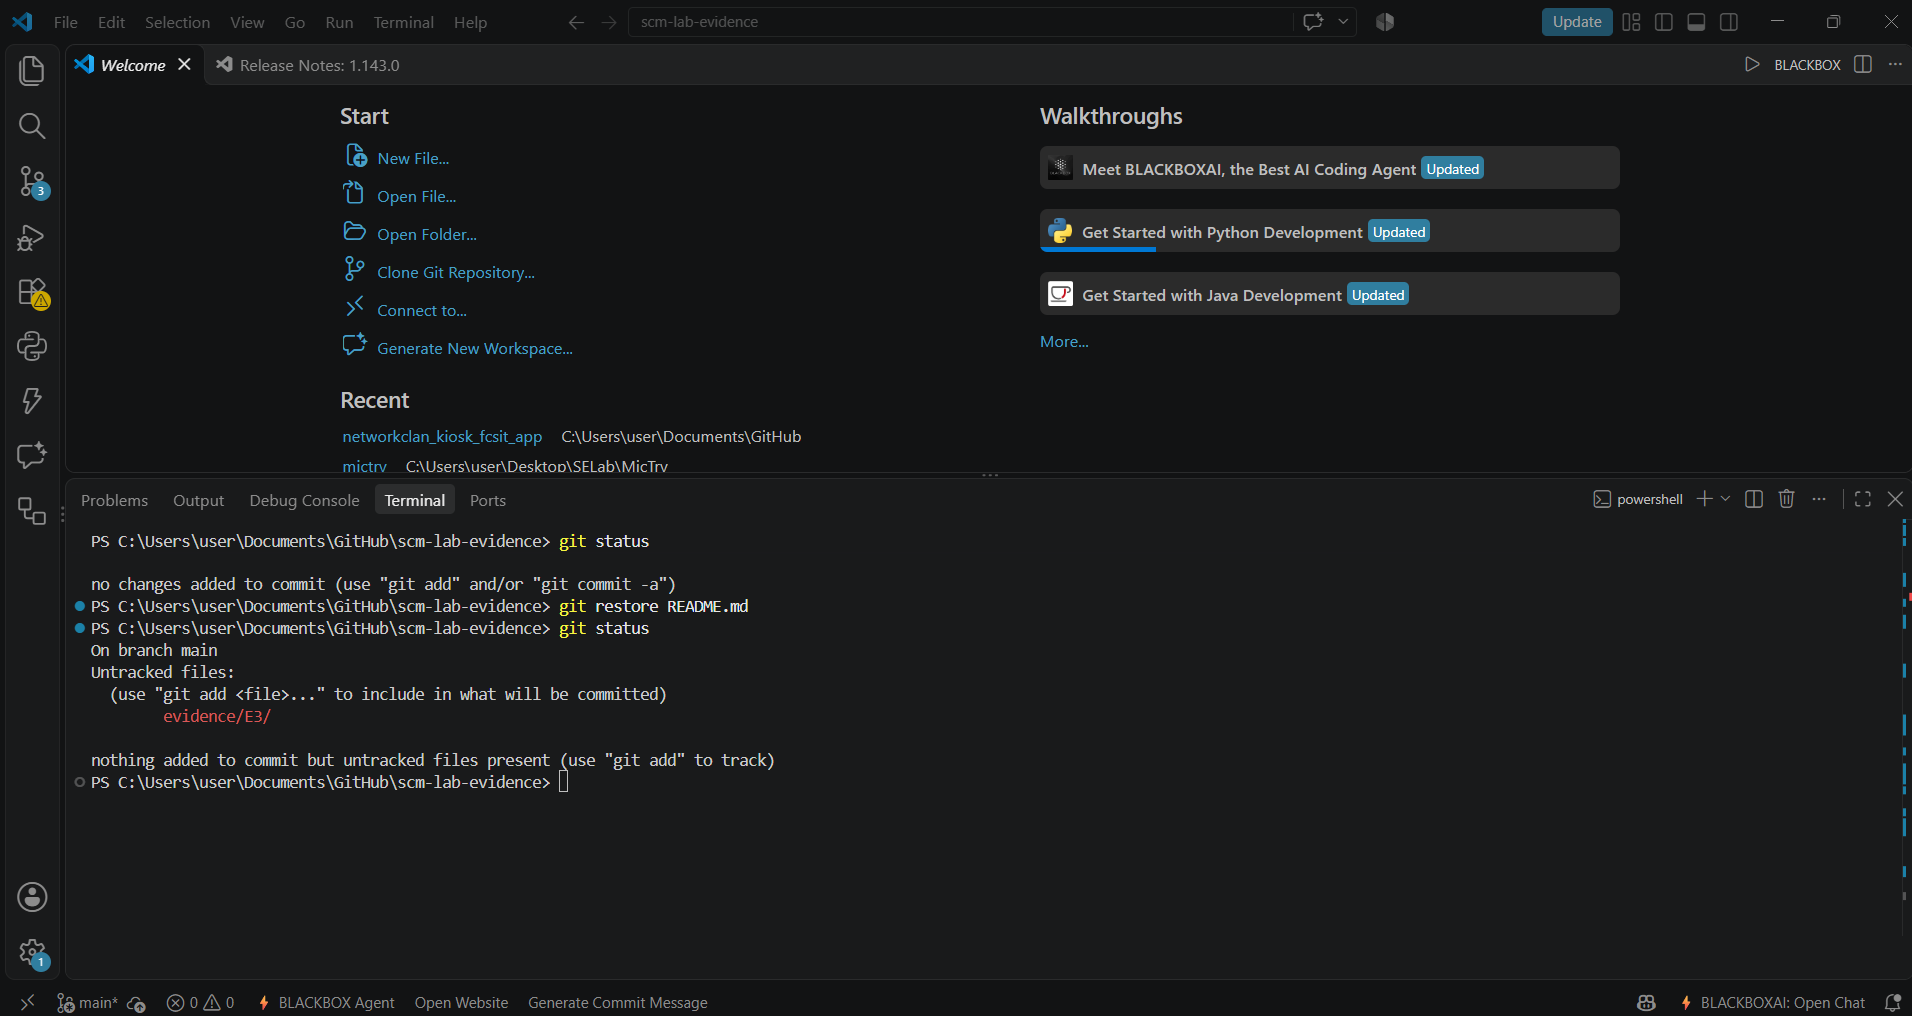 File Edit Selection View Go Run Terminal Help
scm-lab-evidence
Update
Welcome
Release Notes: 1.143.0
BLACKBOX
Start
New File...
Open File...
Open Folder...
Clone Git Repository...
Connect to...
Generate New Workspace...
Recent
networkclan_kiosk_fcsit_app C:\Users\user\Documents\GitHub
mictry C:\Users\user\Desktop\SELab\MicTry
Walkthroughs
Meet BLACKBOXAI, the Best AI Coding Agent Updated
Get Started with Python Development Updated
Get Started with Java Development Updated
More...
3
Problems Output Debug Console Terminal Ports
powershell
PS C:\Users\user\Documents\GitHub\scm-lab-evidence> git status
no changes added to commit (use "git add" and/or "git commit -a")
PS C:\Users\user\Documents\GitHub\scm-lab-evidence> git restore README.md
PS C:\Users\user\Documents\GitHub\scm-lab-evidence> git status
On branch main
Untracked files:
(use "git add <file>..." to include in what will be committed)
evidence/E3/
nothing added to commit but untracked files present (use "git add" to track)
PS C:\Users\user\Documents\GitHub\scm-lab-evidence>
1
main* 0 0 BLACKBOX Agent Open Website Generate Commit Message
BLACKBOXAI: Open Chat